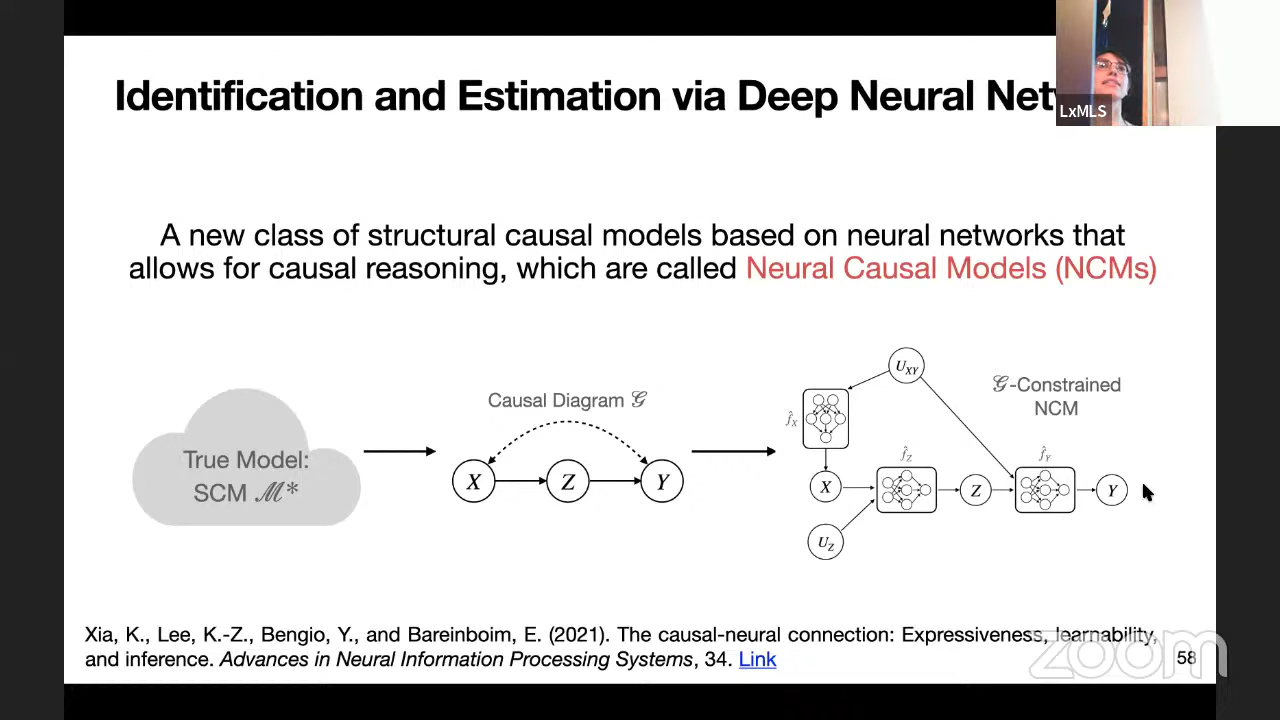 Identification and Estimation via Deep Neural Net
LxMLS
A new class of structural causal models based on neural networks that
allows for causal reasoning, which are called Neural Causal Models (NCMs)
True Model:
SCM ℳ*
Causal Diagram 𝒢
X Z Y
U_XY
𝒢-Constrained
NCM
f̂_X
f̂_Z
f̂_Y
X Z Y
U_Z
Xia, K., Lee, K.-Z., Bengio, Y., and Bareinboim, E. (2021). The causal-neural connection: Expressiveness, learnability,
and inference. Advances in Neural Information Processing Systems, 34. Link
58
zoom